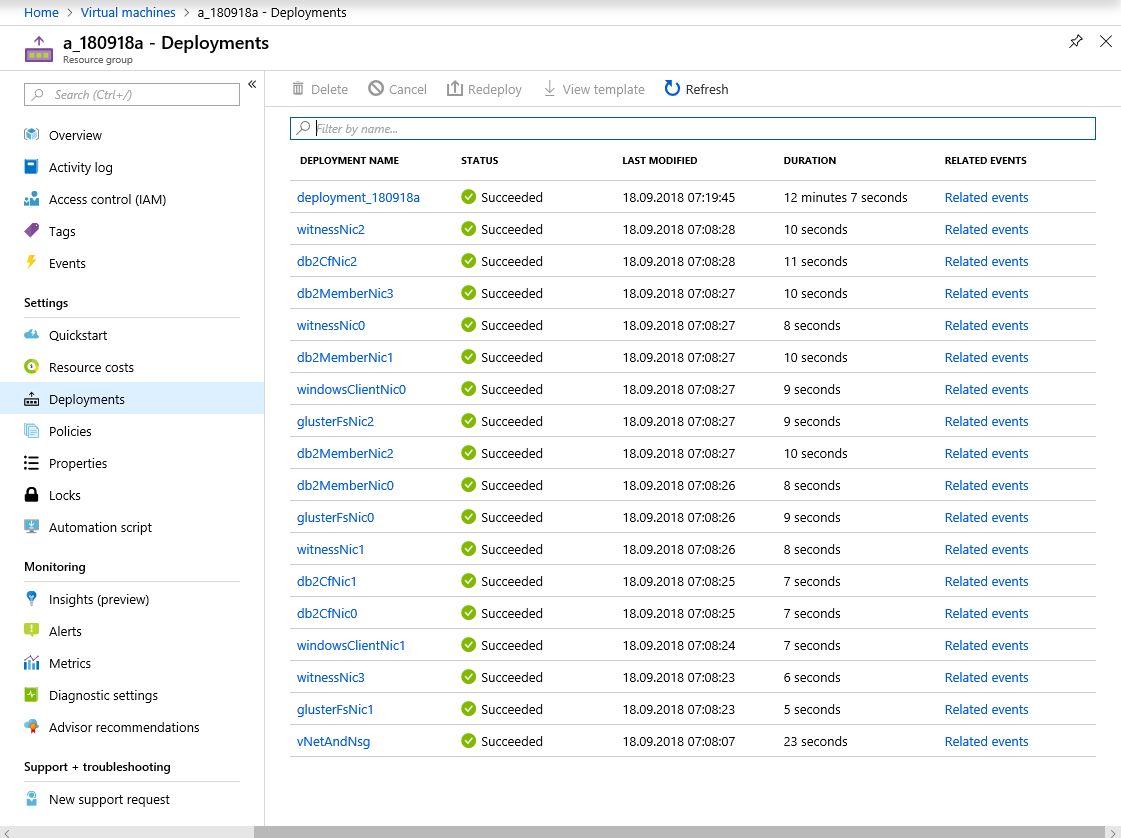 Home > Virtual machines > a_180918a - Deployments
a_180918a - Deployments
Resource group
Search (Ctrl+/)
«
Overview
Activity log
Access control (IAM)
Tags
Events
Settings
Quickstart
Resource costs
Deployments
Policies
Properties
Locks
Automation script
Monitoring
Insights (preview)
Alerts
Metrics
Diagnostic settings
Advisor recommendations
Support + troubleshooting
New support request
Delete Cancel Redeploy View template Refresh
Filter by name...
DEPLOYMENT NAME STATUS LAST MODIFIED DURATION RELATED EVENTS
deployment_180918a Succeeded 18.09.2018 07:19:45 12 minutes 7 seconds Related events
witnessNic2 Succeeded 18.09.2018 07:08:28 10 seconds Related events
db2CfNic2 Succeeded 18.09.2018 07:08:28 11 seconds Related events
db2MemberNic3 Succeeded 18.09.2018 07:08:27 10 seconds Related events
witnessNic0 Succeeded 18.09.2018 07:08:27 8 seconds Related events
db2MemberNic1 Succeeded 18.09.2018 07:08:27 10 seconds Related events
windowsClientNic0 Succeeded 18.09.2018 07:08:27 9 seconds Related events
glusterFsNic2 Succeeded 18.09.2018 07:08:27 9 seconds Related events
db2MemberNic2 Succeeded 18.09.2018 07:08:27 10 seconds Related events
db2MemberNic0 Succeeded 18.09.2018 07:08:26 8 seconds Related events
glusterFsNic0 Succeeded 18.09.2018 07:08:26 9 seconds Related events
witnessNic1 Succeeded 18.09.2018 07:08:26 8 seconds Related events
db2CfNic1 Succeeded 18.09.2018 07:08:25 7 seconds Related events
db2CfNic0 Succeeded 18.09.2018 07:08:25 7 seconds Related events
windowsClientNic1 Succeeded 18.09.2018 07:08:24 7 seconds Related events
witnessNic3 Succeeded 18.09.2018 07:08:23 6 seconds Related events
glusterFsNic1 Succeeded 18.09.2018 07:08:23 5 seconds Related events
vNetAndNsg Succeeded 18.09.2018 07:08:07 23 seconds Related events